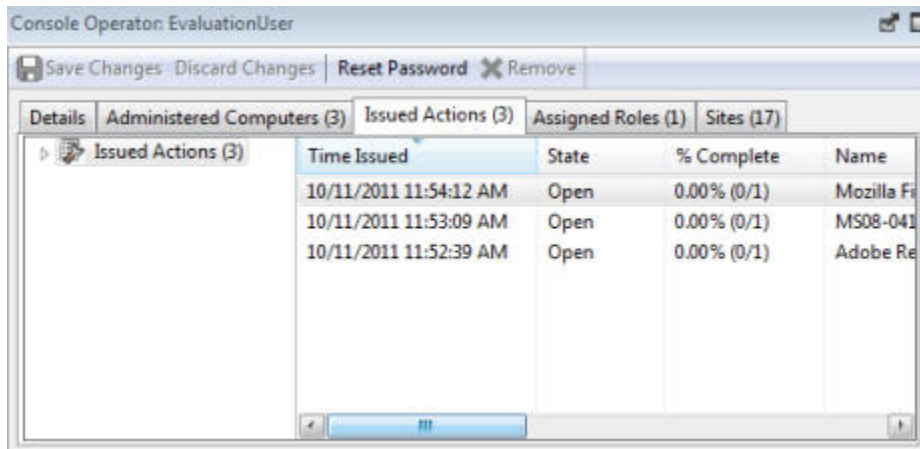 Console Operator: EvaluationUser
Save Changes Discard Changes Reset Password Remove
Details Administered Computers (3) Issued Actions (3) Assigned Roles (1) Sites (17)
Issued Actions (3) Time Issued State % Complete Name
10/11/2011 11:54:12 AM Open 0.00% (0/1) Mozilla Fi
10/11/2011 11:53:09 AM Open 0.00% (0/1) MS08-041
10/11/2011 11:52:39 AM Open 0.00% (0/1) Adobe Re